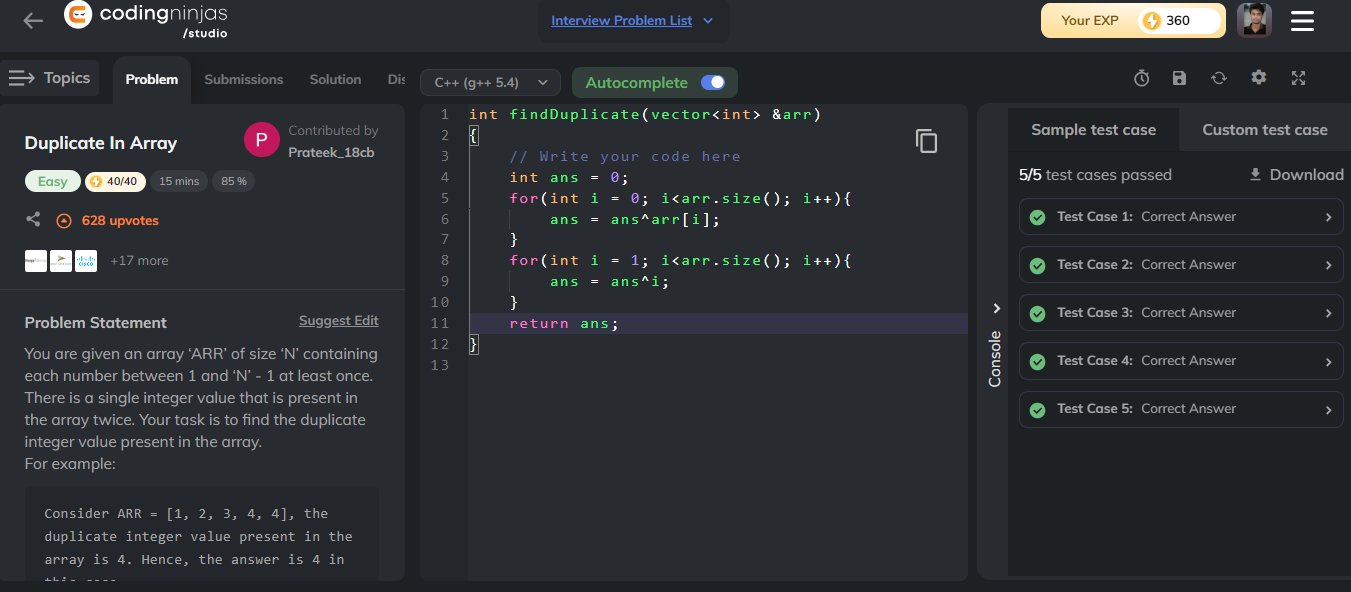 codingninjas
/studio
Interview Problem List
Your EXP 360
Topics
Problem Submissions Solution Dis
Duplicate In Array
P
Contributed by
Prateek_18cb
Easy 40/40 15 mins 85 %
628 upvotes
CISCO
+17 more
Problem Statement Suggest Edit
You are given an array ‘ARR’ of size ‘N’ containing
each number between 1 and ‘N’ - 1 at least once.
There is a single integer value that is present in
the array twice. Your task is to find the duplicate
integer value present in the array.
For example:
Consider ARR = [1, 2, 3, 4, 4], the
duplicate integer value present in the
array is 4. Hence, the answer is 4 in
this case
C++ (g++ 5.4) Autocomplete
1 int findDuplicate(vector<int> &arr)
2 {
3 // Write your code here
4 int ans = 0;
5 for(int i = 0; i<arr.size(); i++){
6 ans = ans^arr[i];
7 }
8 for(int i = 1; i<arr.size(); i++){
9 ans = ans^i;
10 }
11 return ans;
12 }
13
Console
Sample test case Custom test case
5/5 test cases passed Download
Test Case 1: Correct Answer
Test Case 2: Correct Answer
Test Case 3: Correct Answer
Test Case 4: Correct Answer
Test Case 5: Correct Answer